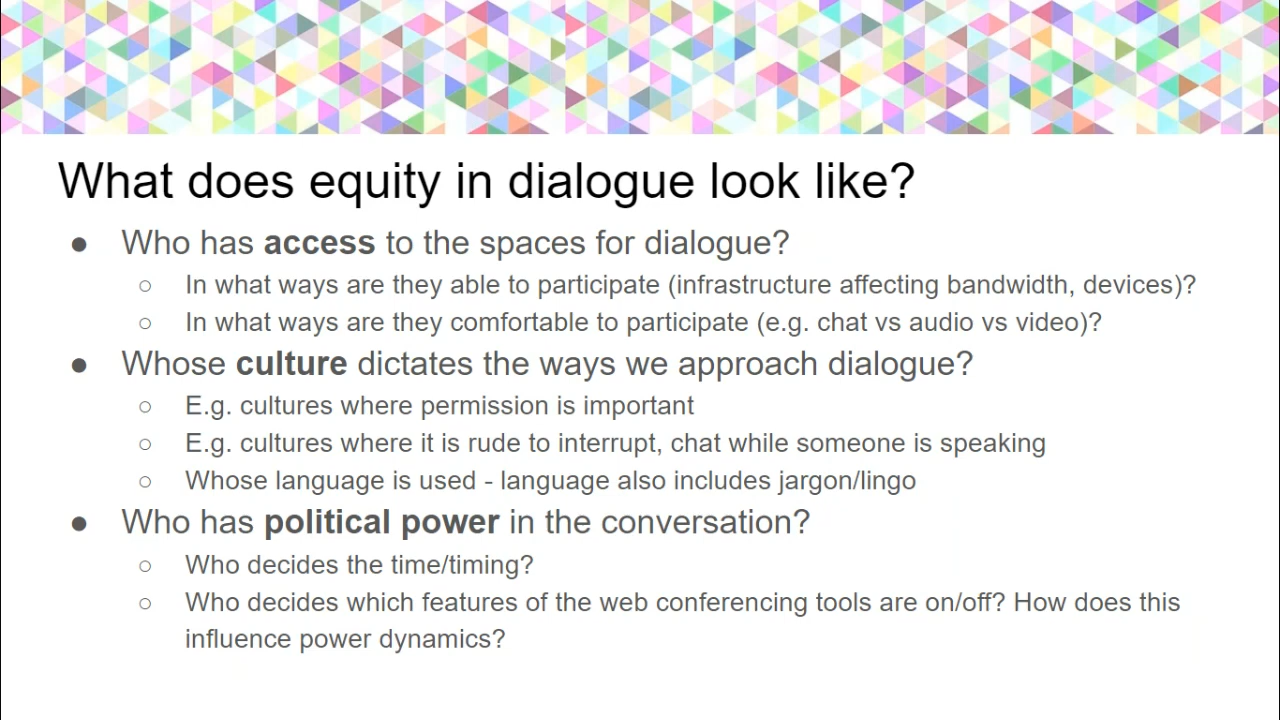 What does equity in dialogue look like?
● Who has access to the spaces for dialogue?
○ In what ways are they able to participate (infrastructure affecting bandwidth, devices)?
○ In what ways are they comfortable to participate (e.g. chat vs audio vs video)?
● Whose culture dictates the ways we approach dialogue?
○ E.g. cultures where permission is important
○ E.g. cultures where it is rude to interrupt, chat while someone is speaking
○ Whose language is used - language also includes jargon/lingo
● Who has political power in the conversation?
○ Who decides the time/timing?
○ Who decides which features of the web conferencing tools are on/off? How does this
influence power dynamics?